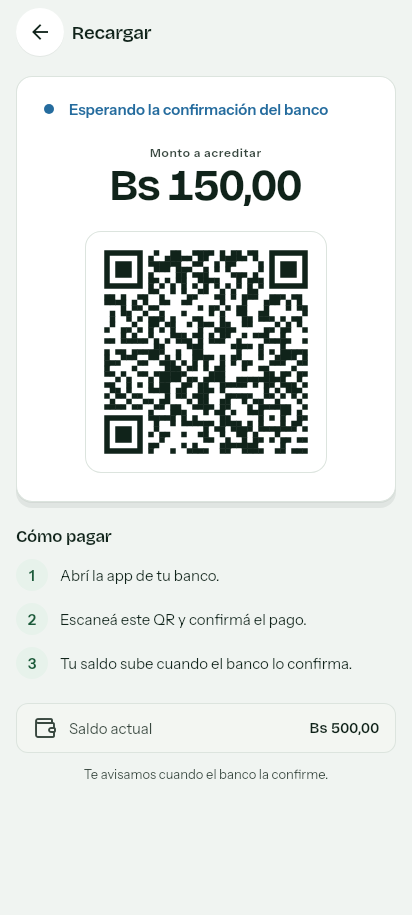 Recargar
Esperando la confirmación del banco
Monto a acreditar
Bs 150,00
Cómo pagar
1 Abrí la app de tu banco.
2 Escaneá este QR y confirmá el pago.
3 Tu saldo sube cuando el banco lo confirma.
Saldo actual Bs 500,00
Te avisamos cuando el banco la confirme.